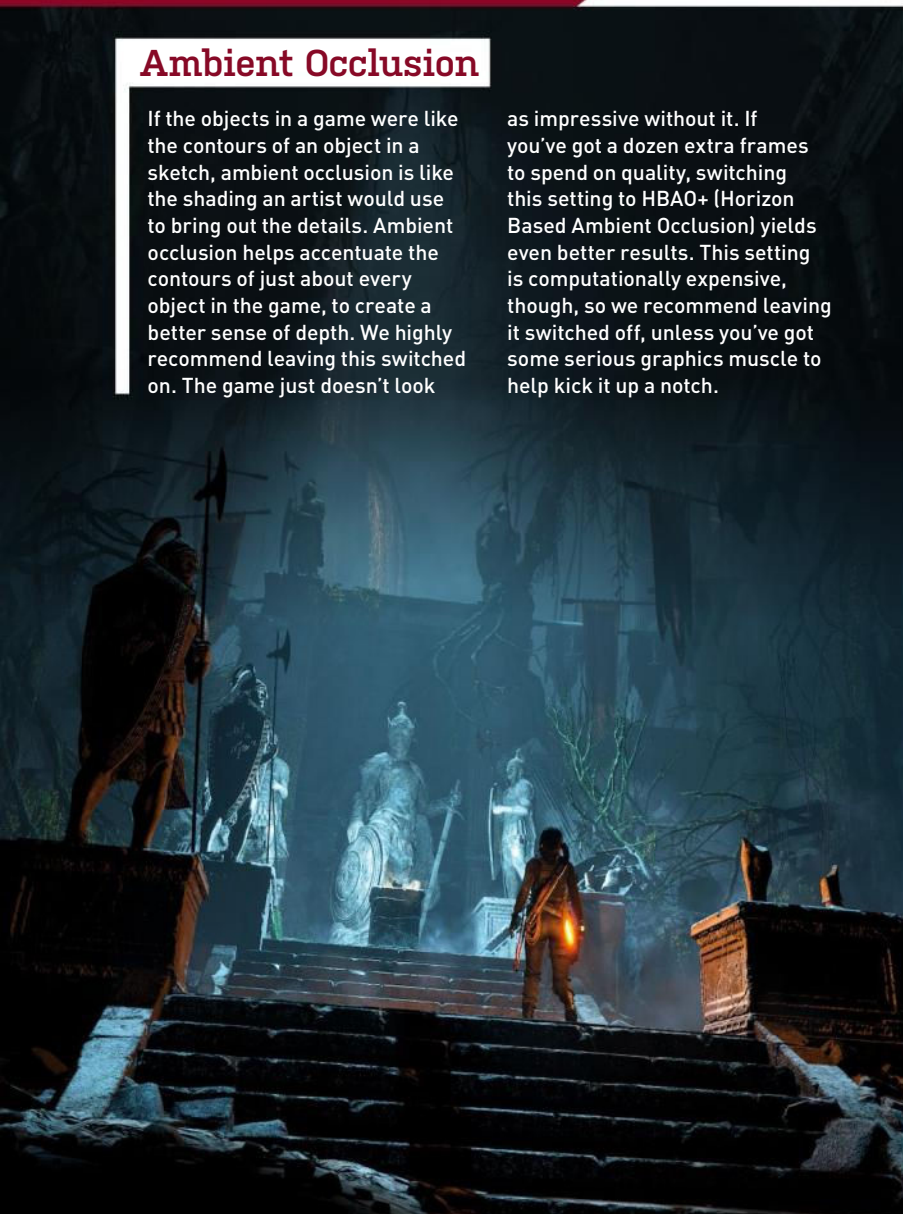 Ambient Occlusion
If the objects in a game were like
the contours of an object in a
sketch, ambient occlusion is like
the shading an artist would use
to bring out the details. Ambient
occlusion helps accentuate the
contours of just about every
object in the game, to create a
better sense of depth. We highly
recommend leaving this switched
on. The game just doesn’t look
as impressive without it. If
you’ve got a dozen extra frames
to spend on quality, switching
this setting to HBAO+ (Horizon
Based Ambient Occlusion) yields
even better results. This setting
is computationally expensive,
though, so we recommend leaving
it switched off, unless you’ve got
some serious graphics muscle to
help kick it up a notch.